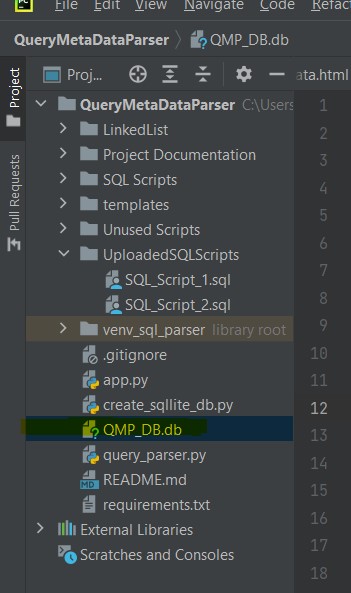 PC File Edit View Navigate Code Refact
QueryMetaDataParser QMP_DB.db
Project
Pull Requests
Proj...
ata.html
QueryMetaDataParser C:\Users
LinkedList
Project Documentation
SQL Scripts
templates
Unused Scripts
UploadedSQLScripts
SQL_Script_1.sql
SQL_Script_2.sql
venv_sql_parser library root
.gitignore
app.py
create_sqllite_db.py
QMP_DB.db
query_parser.py
MD README.md
requirements.txt
External Libraries
Scratches and Consoles
1
2
3
4
5
6
7
8
9
10
11
12
13
14
15
16
17
18